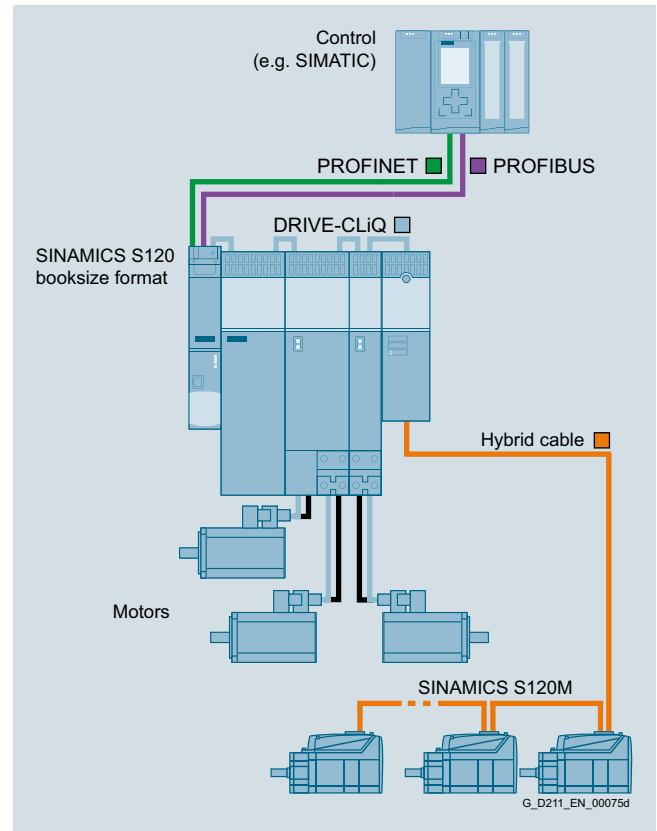 Control
(e.g. SIMATIC)
PROFINET
PROFIBUS
DRIVE-CLiQ
SINAMICS S120
booksize format
Hybrid cable
Motors
SINAMICS S120M
G_D211_EN_00075d